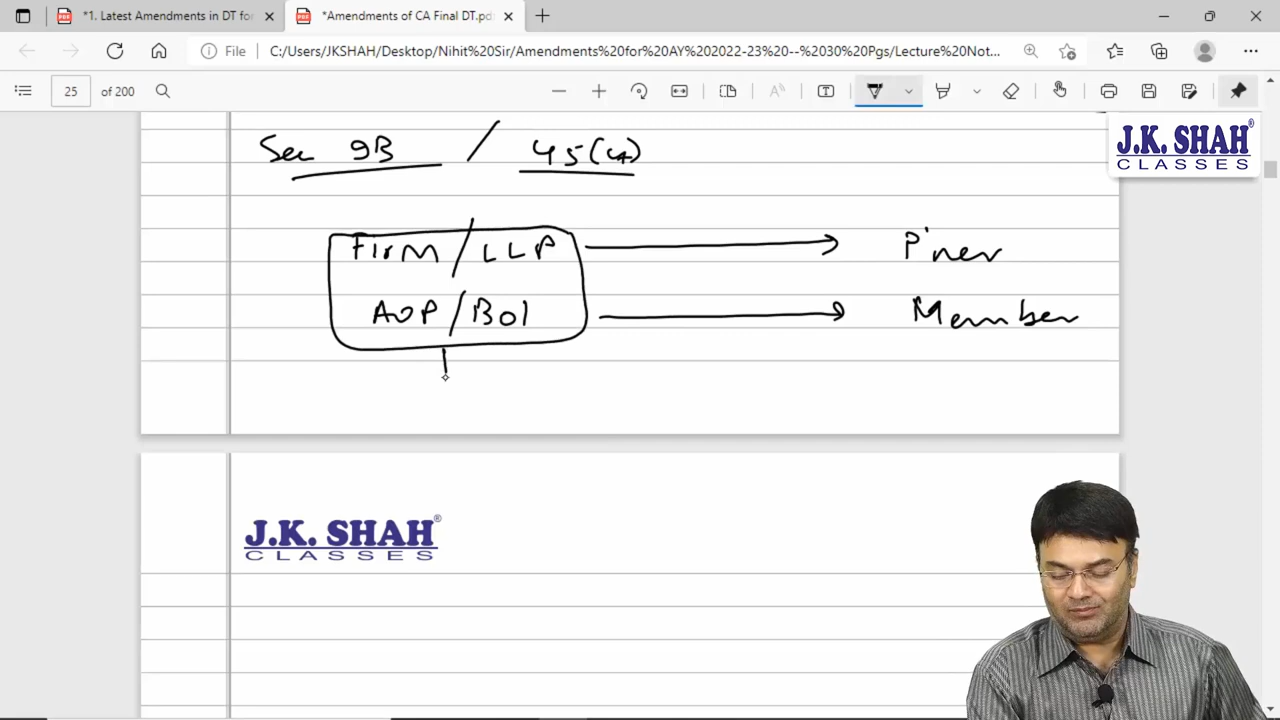 *1. Latest Amendments in DT for
*Amendments of CA Final DT.pdf
File C:/Users/JKSHAH/Desktop/Nihit%20Sir/Amendments%20for%20AY%202022-23%20--%2030%20Pgs/Lecture%20Not...
25 of 200
J.K. SHAH®
CLASSES
Sec 9B / 45(4)
Firm / LLP P'ner
AOP / BOI Member
J.K. SHAH®
CLASSES